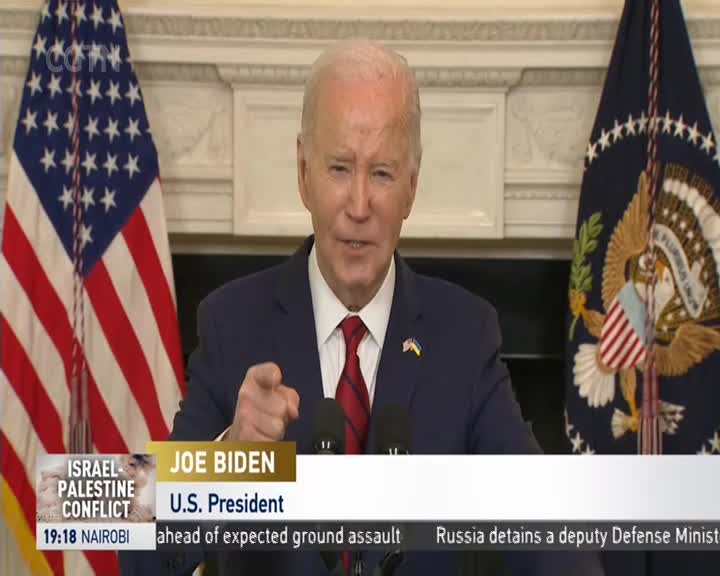 CGTN
ISRAEL-
PALESTINE
CONFLICT
JOE BIDEN
U.S. President
19:18 NAIROBI
ahead of expected ground assault Russia detains a deputy Defense Minist